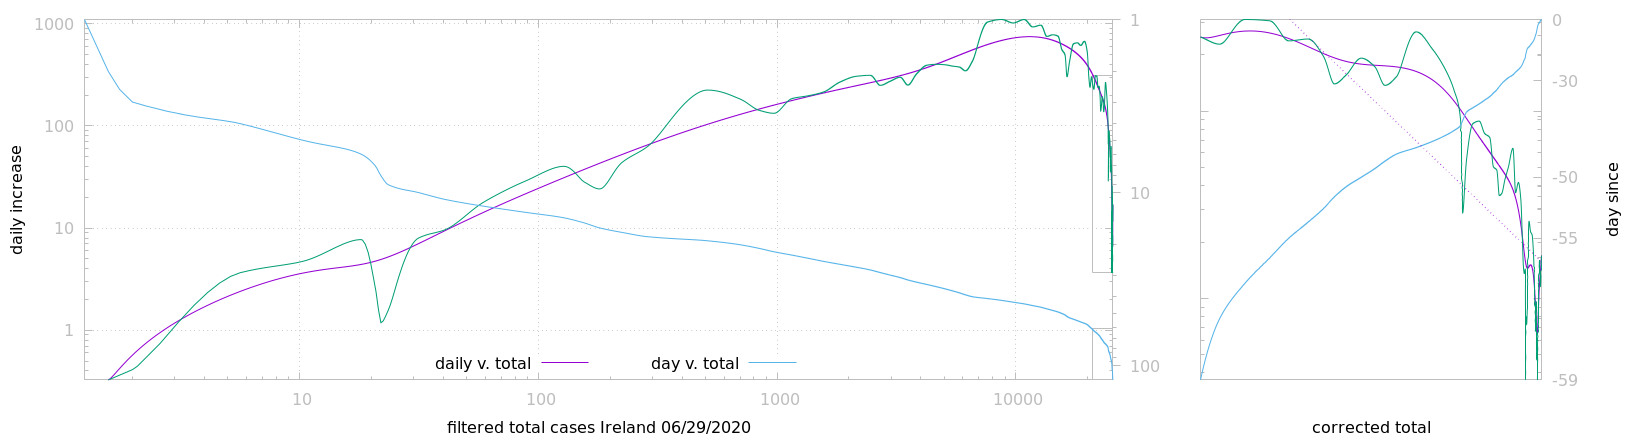 1000
100
10
1
daily increase
10
100
1000
10000
filtered total cases Ireland 06/29/2020
daily v. total
day v. total
1
10
100
0
-30
-50
-55
-59
day since
corrected total